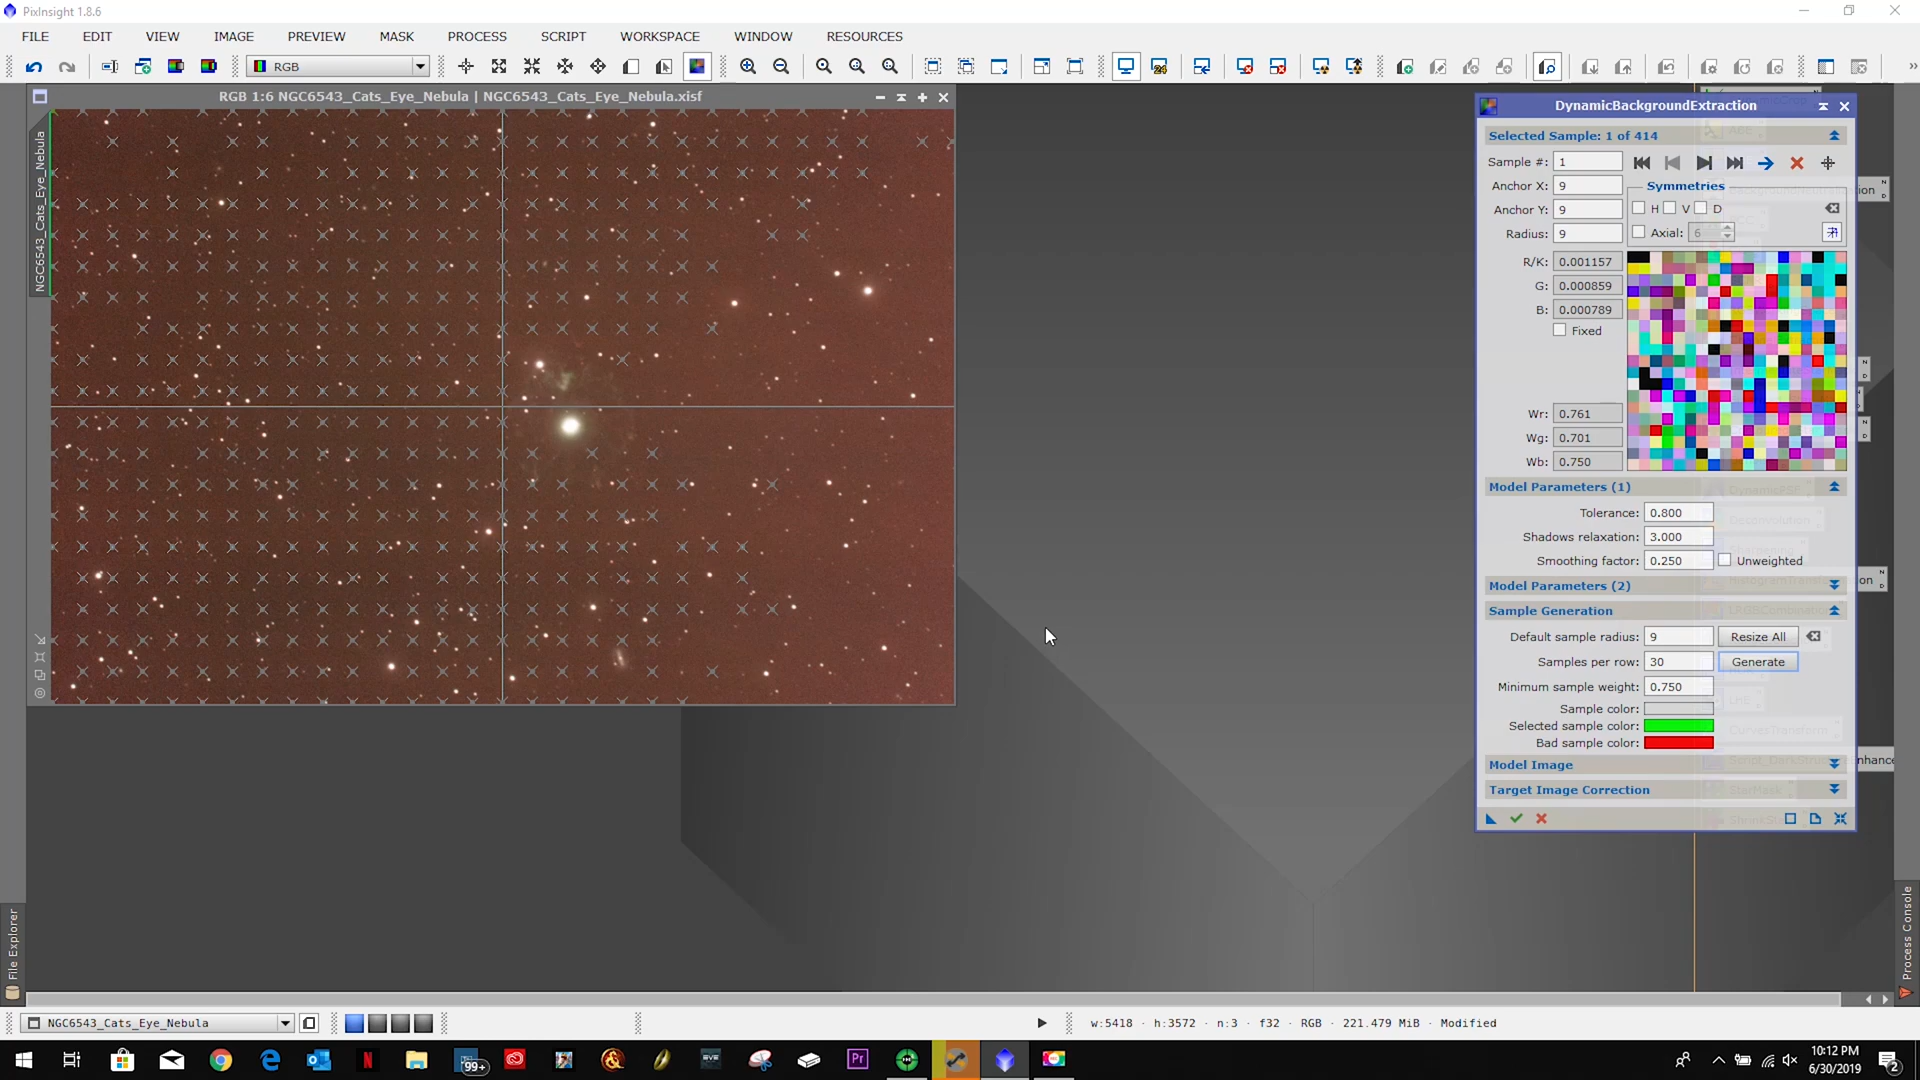 PixInsight 1.8.6
FILE EDIT VIEW IMAGE PREVIEW MASK PROCESS SCRIPT WORKSPACE WINDOW RESOURCES
RGB
RGB 1:6 NGC6543_Cats_Eye_Nebula | NGC6543_Cats_Eye_Nebula.xisf
NGC6543_Cats_Eye_Nebula
DynamicBackgroundExtraction
Selected Sample: 1 of 414
Sample #: 1
Anchor X: 9
Symmetries
Anchor Y: 9
H V D
Radius: 9
Axial: 6
R/K: 0.001157
G: 0.000859
B: 0.000789
Fixed
Wr: 0.761
Wg: 0.701
Wb: 0.750
Model Parameters (1)
Tolerance: 0.800
Shadows relaxation: 3.000
Smoothing factor: 0.250 Unweighted
Model Parameters (2)
Sample Generation
Default sample radius: 9 Resize All
Samples per row: 30 Generate
Minimum sample weight: 0.750
Sample color:
Selected sample color:
Bad sample color:
Model Image
Target Image Correction
File Explorer
Process Console
NGC6543_Cats_Eye_Nebula
w:5418 · h:3572 · n:3 · f32 · RGB · 221.479 MiB · Modified
99+
Pr
10:12 PM
6/30/2019
2